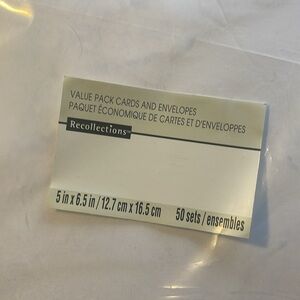 VALUE PACK CARDS AND ENVELOPES
PAQUET ÉCONOMIQUE DE CARTES ET D'ENVELOPPES
Recollections™
5 in x 6.5 in / 12.7 cm x 16.5 cm 50 sets / ensembles